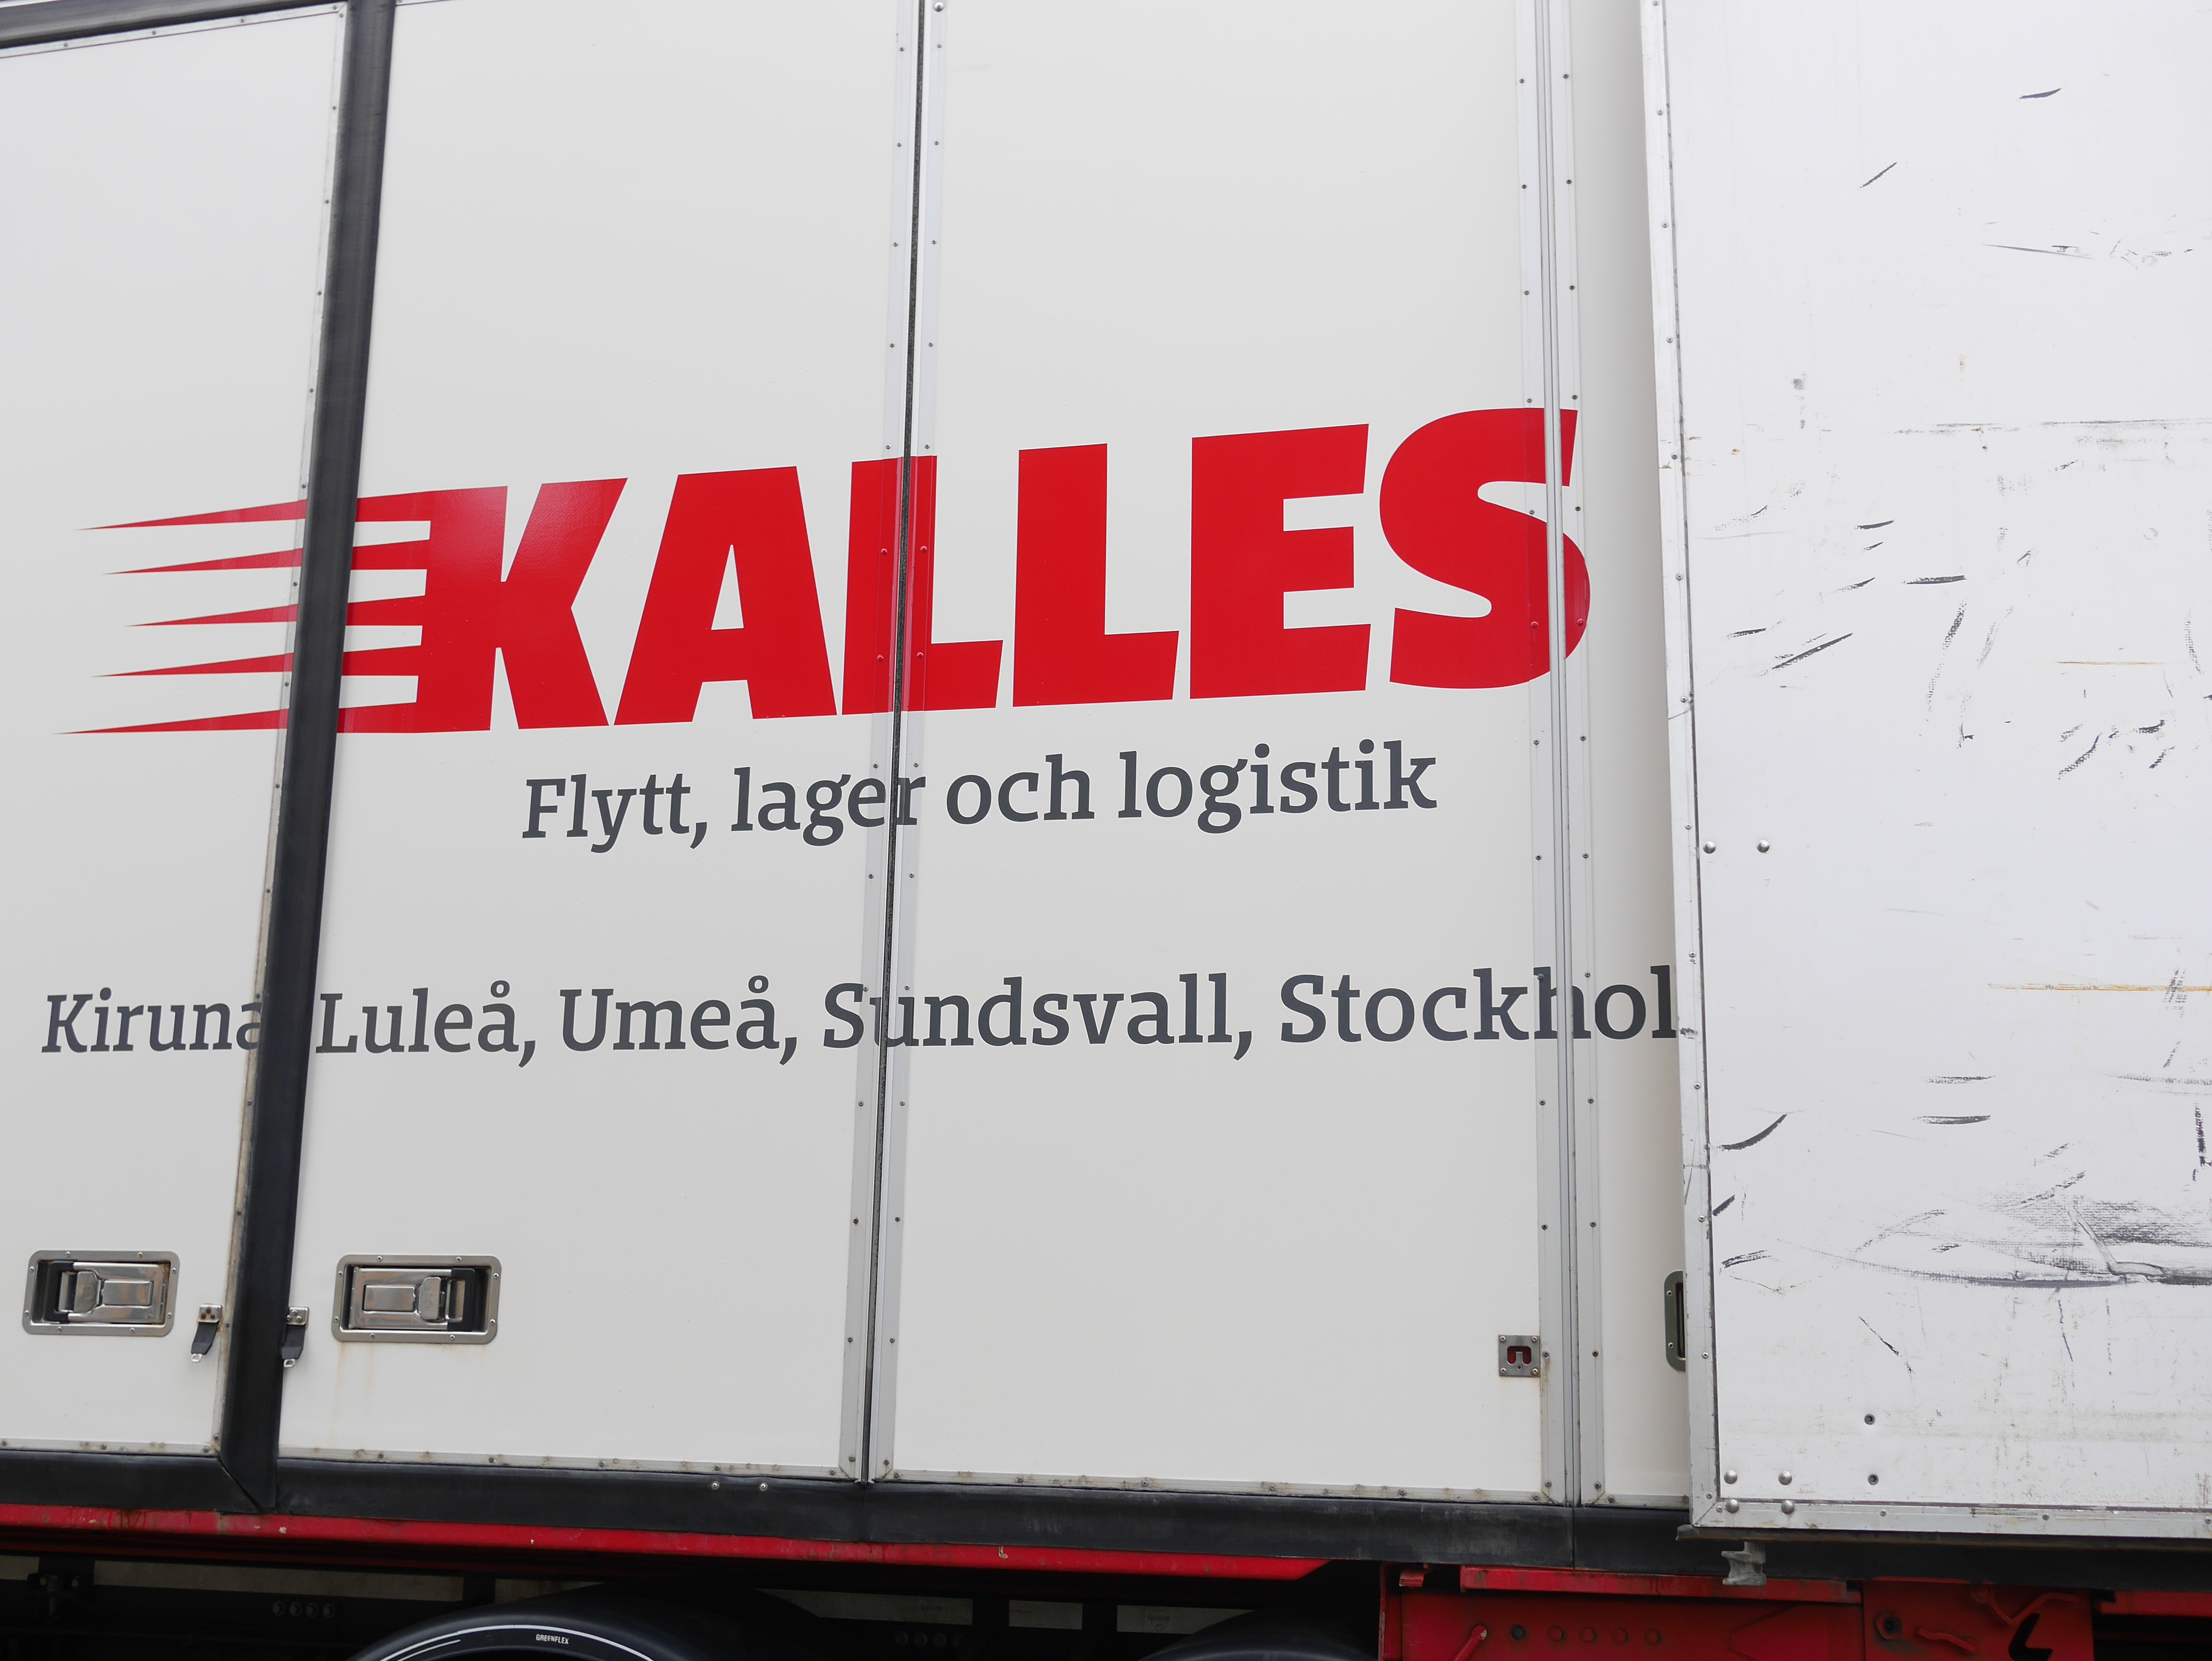 KALLES
Flytt, lager och logistik
Kiruna Luleå, Umeå, Sundsvall, Stockhol
GREENFLEX